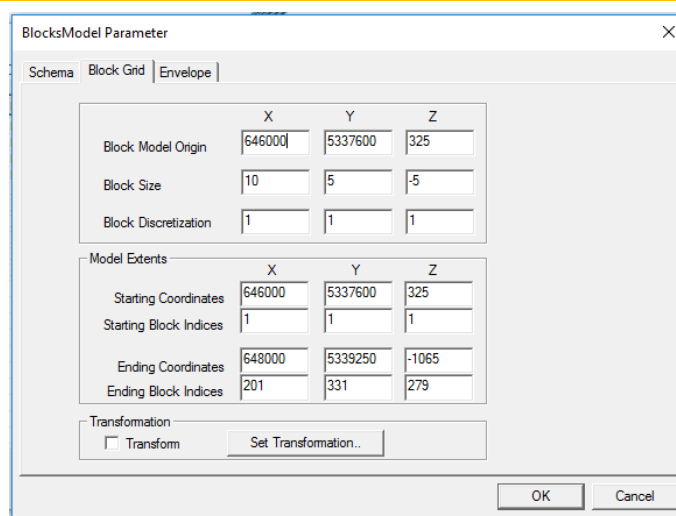 BlocksModel Parameter
Schema Block Grid Envelope
X Y Z
Block Model Origin 646000 5337600 325
Block Size 10 5 -5
Block Discretization 1 1 1
Model Extents
X Y Z
Starting Coordinates 646000 5337600 325
Starting Block Indices 1 1 1
Ending Coordinates 648000 5339250 -1065
Ending Block Indices 201 331 279
Transformation
Transform Set Transformation..
OK Cancel